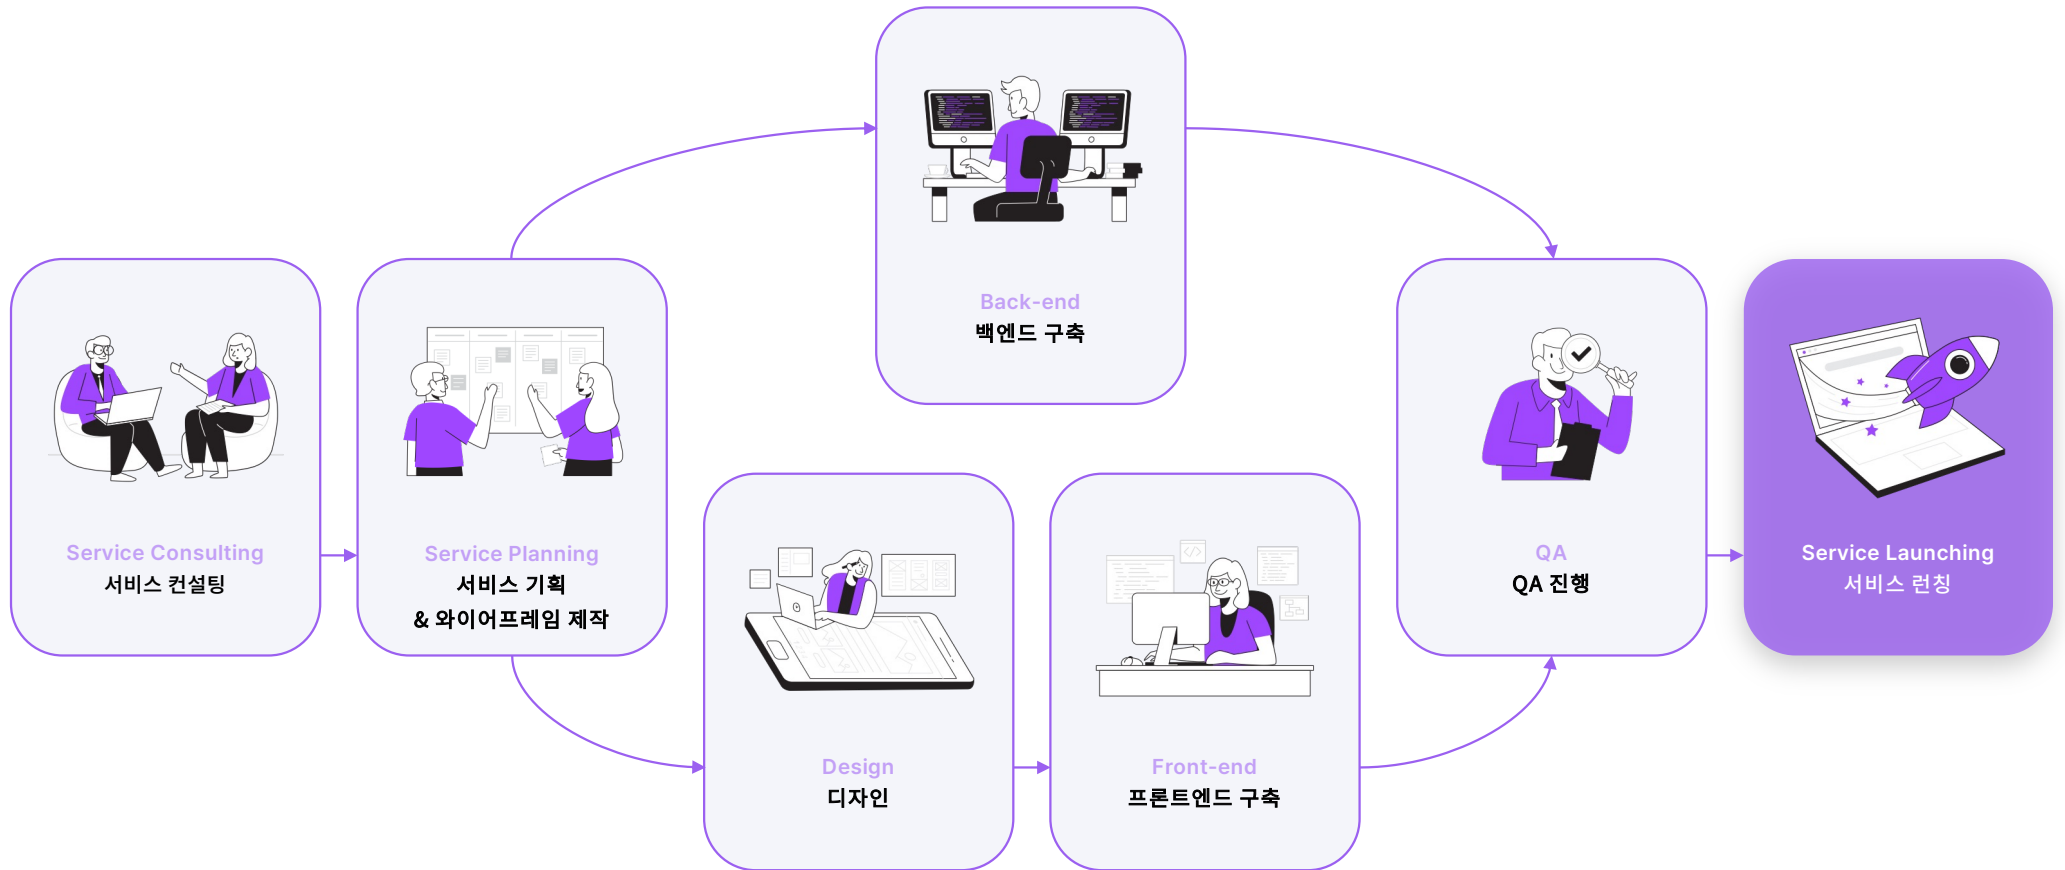 Service Consulting
서비스 컨설팅
Service Planning
서비스 기획
& 와이어프레임 제작
Back-end
백엔드 구축
Design
디자인
Front-end
프론트엔드 구축
QA
QA 진행
Service Launching
서비스 런칭